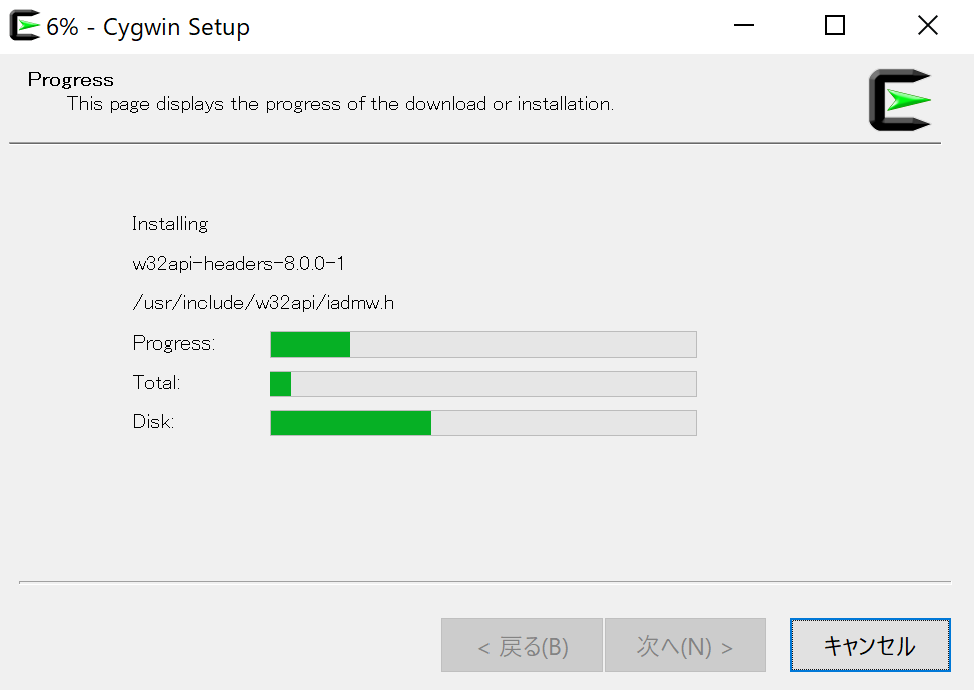 6% - Cygwin Setup
Progress
This page displays the progress of the download or installation.
Installing
w32api-headers-8.0.0-1
/usr/include/w32api/iadmw.h
Progress:
Total:
Disk:
< 戻る(B) 次へ(N) > キャンセル